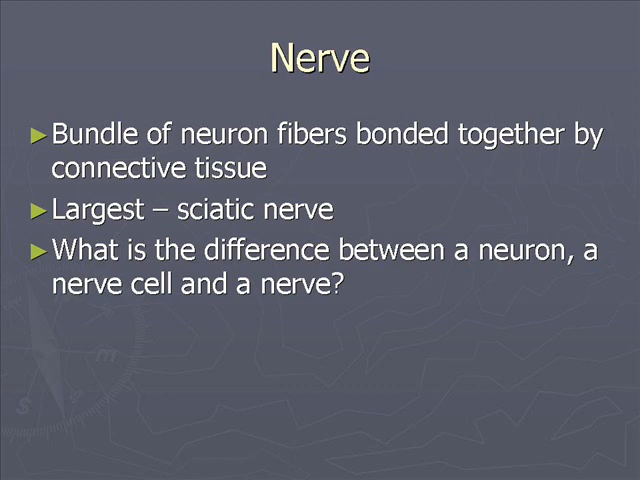 Nerve
►Bundle of neuron fibers bonded together by
connective tissue
►Largest – sciatic nerve
►What is the difference between a neuron, a
nerve cell and a nerve?
m
S